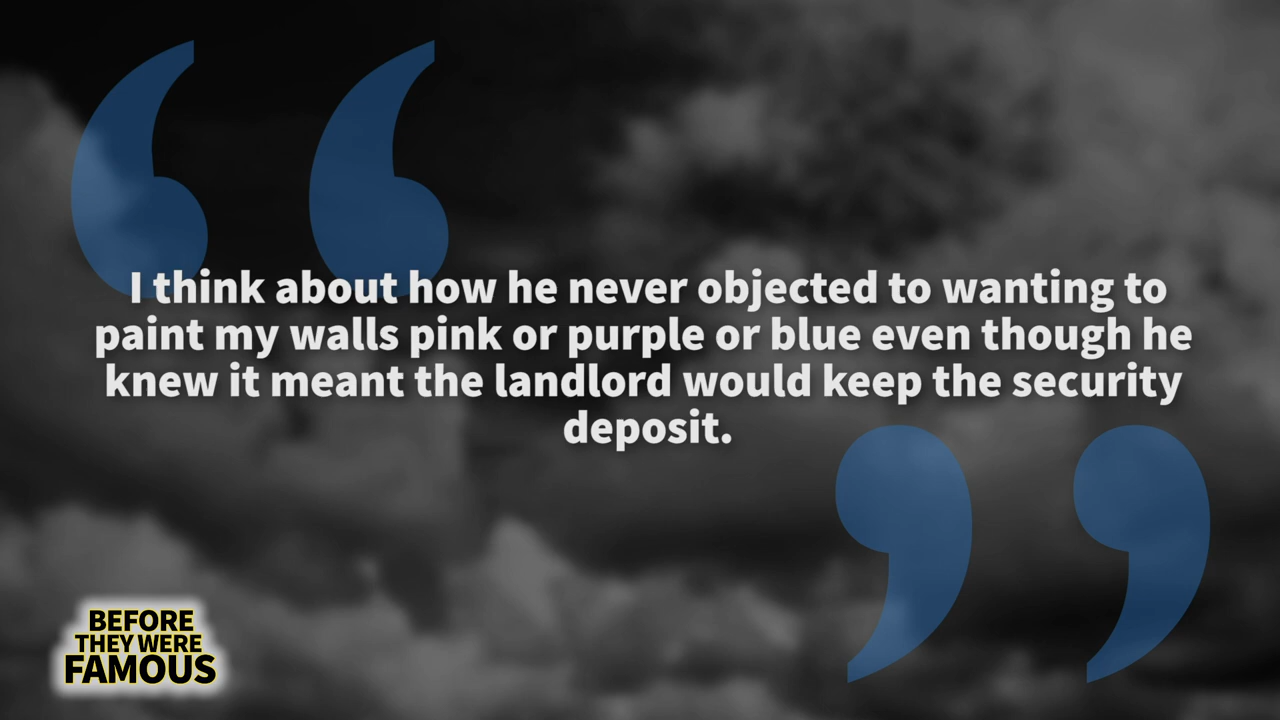 I think about how he never objected to wanting to
paint my walls pink or purple or blue even though he
knew it meant the landlord would keep the security
deposit.
BEFORE
THEY WERE
FAMOUS